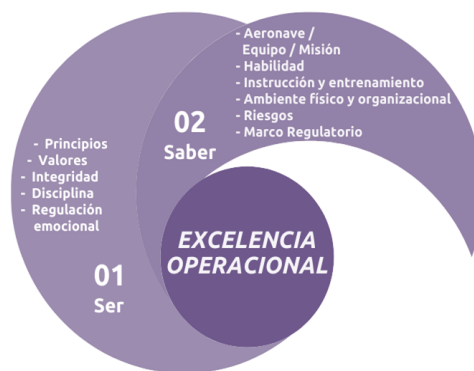 - Aeronave /
Equipo / Misión
- Habilidad
- Instrucción y entrenamiento
- Ambiente físico y organizacional
- Riesgos
- Marco Regulatorio
02
Saber
- Principios
- Valores
- Integridad
- Disciplina
- Regulación
emocional
01
Ser
EXCELENCIA
OPERACIONAL